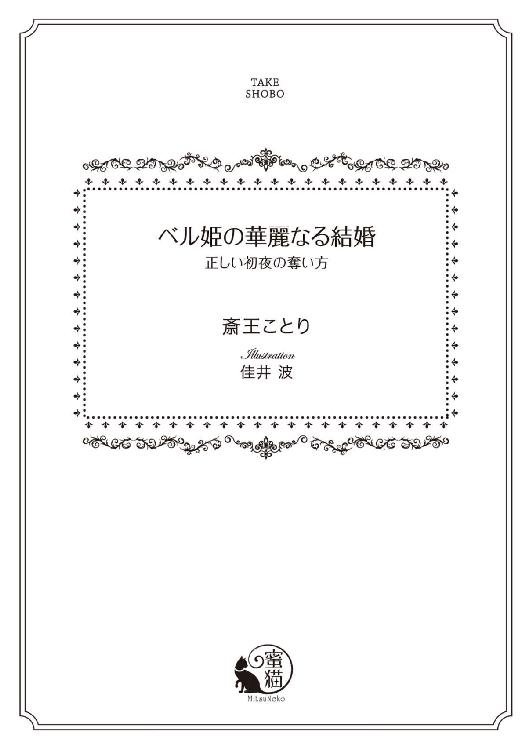 TAKE
SHOBO
ベル姫の華麗なる結婚
正しい初夜の奪い方
斎王ことり
Illustration
佳井 波
蜜猫
MitsuNeko